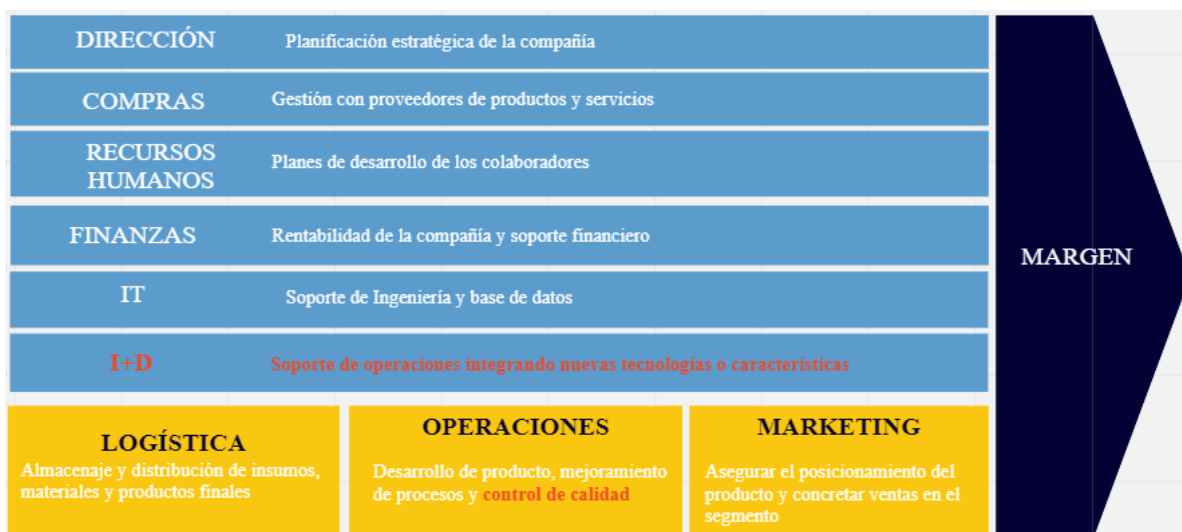 DIRECCIÓN Planificación estratégica de la compañía
COMPRAS Gestión con proveedores de productos y servicios
RECURSOS
HUMANOS
Planes de desarrollo de los colaboradores
FINANZAS Rentabilidad de la compañía y soporte financiero
IT Soporte de Ingeniería y base de datos
I+D Soporte de operaciones integrando nuevas tecnologías o características
MARGEN
LOGÍSTICA
Almacenaje y distribución de insumos,
materiales y productos finales
OPERACIONES
Desarrollo de producto, mejoramiento
de procesos y control de calidad
MARKETING
Asegurar el posicionamiento del
producto y concretar ventas en el
segmento